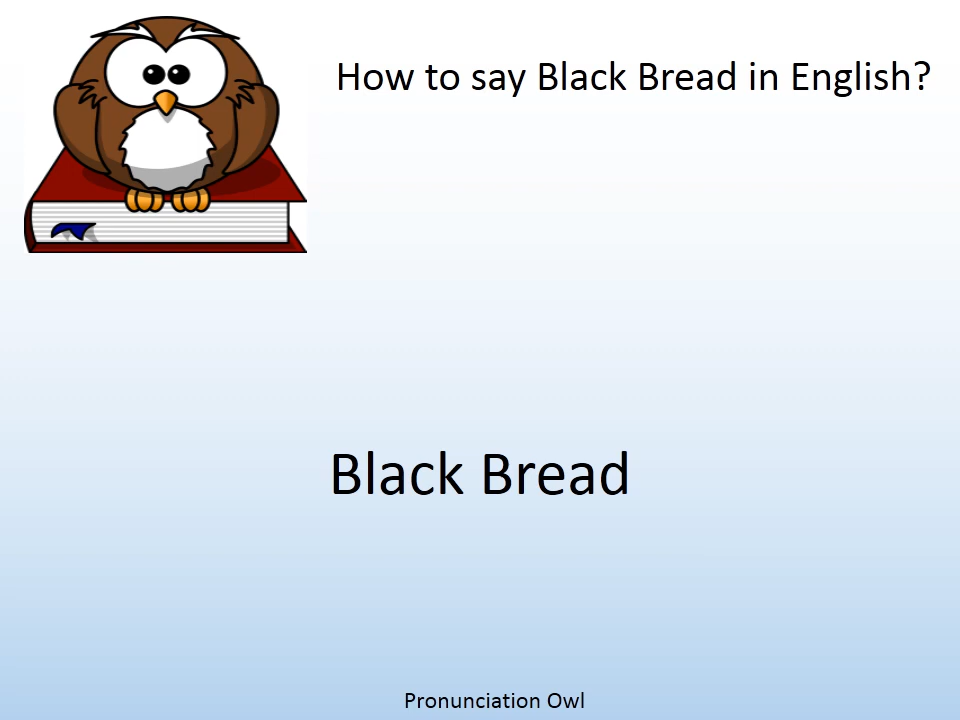 How to say Black Bread in English?
Black Bread
Pronunciation Owl